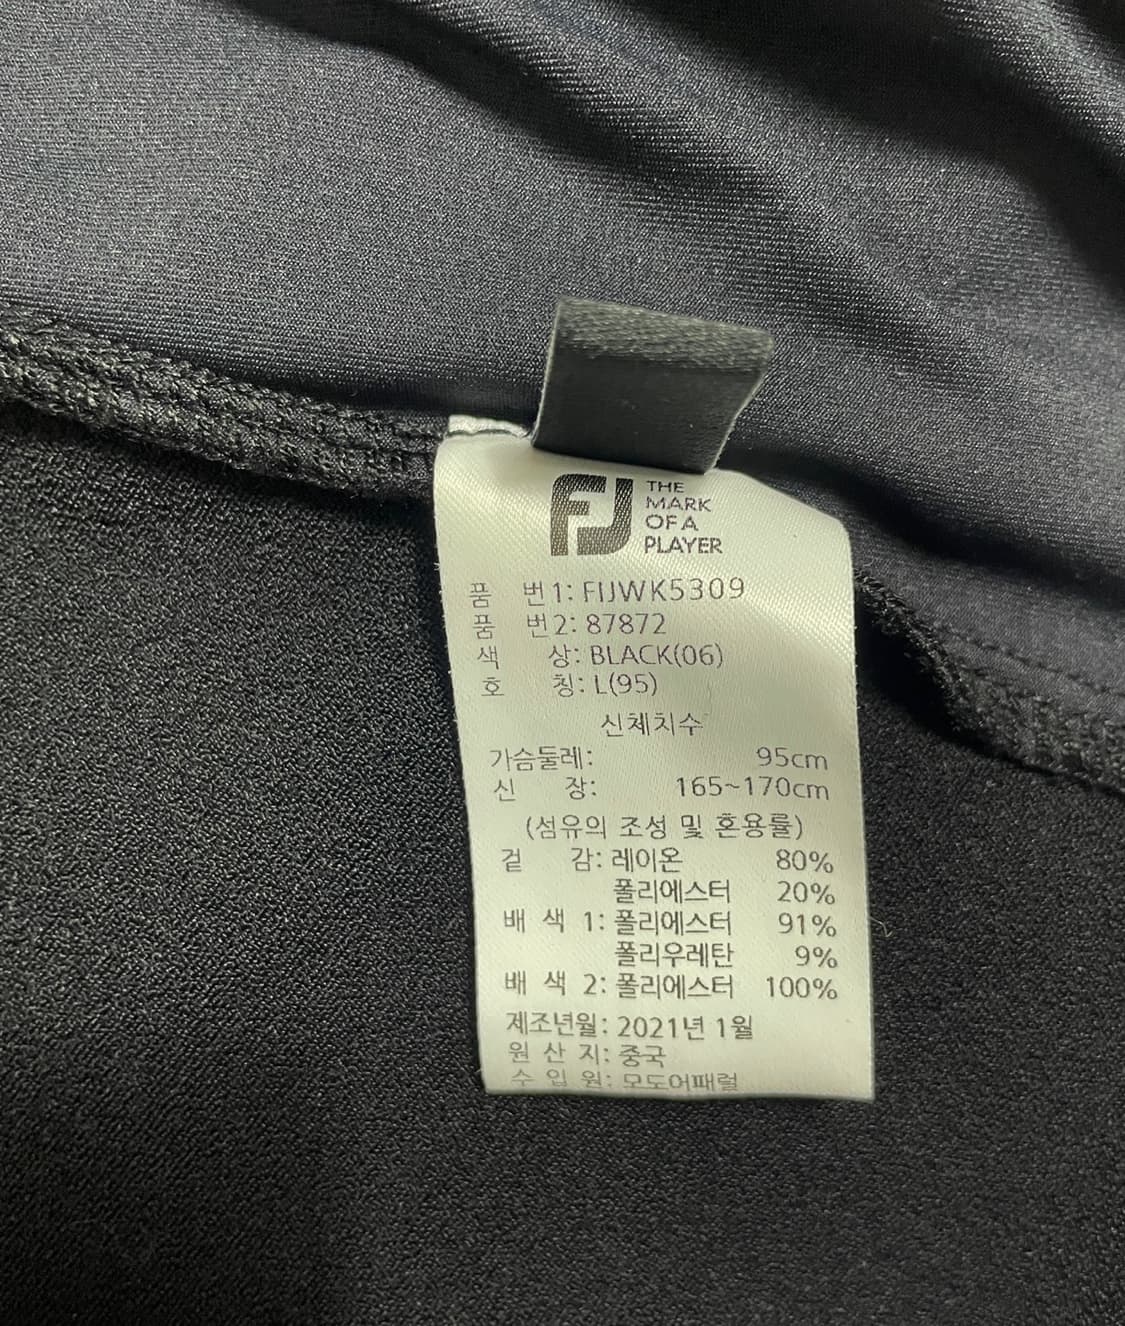 FJ THE
MARK
OF A
PLAYER
품 번1: FIJWK5309
품 번2: 87872
색 상: BLACK(06)
호 칭: L(95)
신체치수
가슴둘레: 95cm
신 장: 165~170cm
(섬유의 조성 및 혼용률)
겉 감: 레이온 80%
폴리에스터 20%
배 색 1: 폴리에스터 91%
폴리우레탄 9%
배 색 2: 폴리에스터 100%
제조년월: 2021년 1월
원 산 지: 중국
수 입 원: 모도어패럴